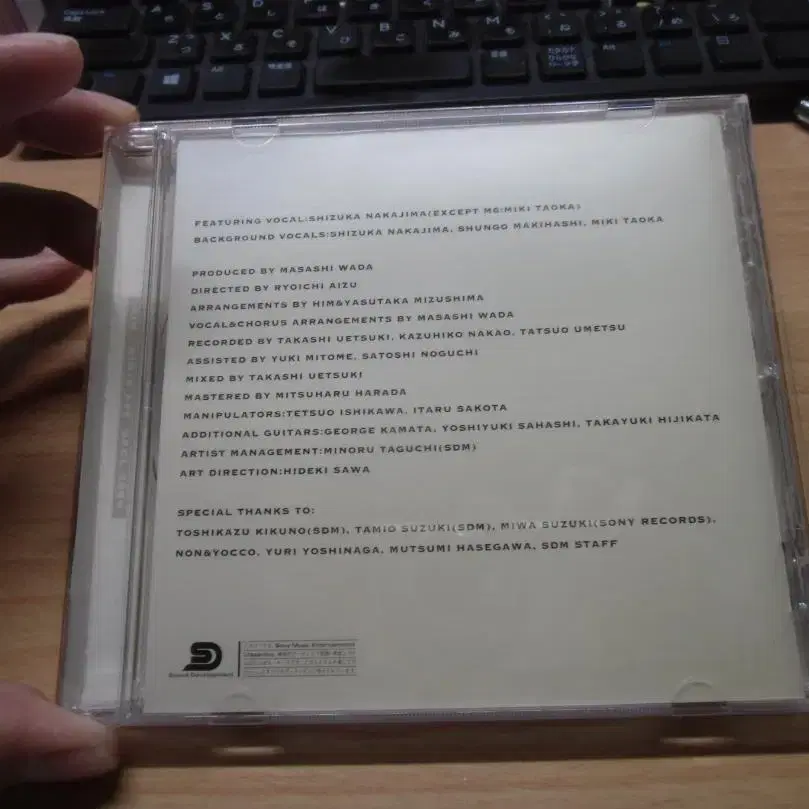 FEATURING VOCAL:SHIZUKA NAKAJIMA(EXCEPT M6:MIKI TAOKA)
BACKGROUND VOCALS:SHIZUKA NAKAJIMA, SHUNGO MAKIHASHI, MIKI TAOKA
PRODUCED BY MASASHI WADA
DIRECTED BY RYOICHI AIZU
ARRANGEMENTS BY HIM&YASUTAKA MIZUSHIMA
VOCAL&CHORUS ARRANGEMENTS BY MASASHI WADA
RECORDED BY TAKASHI UETSUKI, KAZUHIKO NAKAO, TATSUO UMETSU
ASSISTED BY YUKI MITOME, SATOSHI NOGUCHI
MIXED BY TAKASHI UETSUKI
MASTERED BY MITSUHARU HARADA
MANIPULATORS:TETSUO ISHIKAWA, ITARU SAKOTA
ADDITIONAL GUITARS:GEORGE KAMATA, YOSHIYUKI SAHASHI, TAKAYUKI HIJIKATA
ARTIST MANAGEMENT:MINORU TAGUCHI(SDM)
ART DIRECTION:HIDEKI SAWA
SPECIAL THANKS TO:
TOSHIKAZU KIKUNO(SDM), TAMIO SUZUKI(SDM), MIWA SUZUKI(SONY RECORDS),
NON&YOCCO, YURI YOSHINAGA, MUTSUMI HASEGAWA, SDM STAFF
Sound Development
Sony Music Entertainment